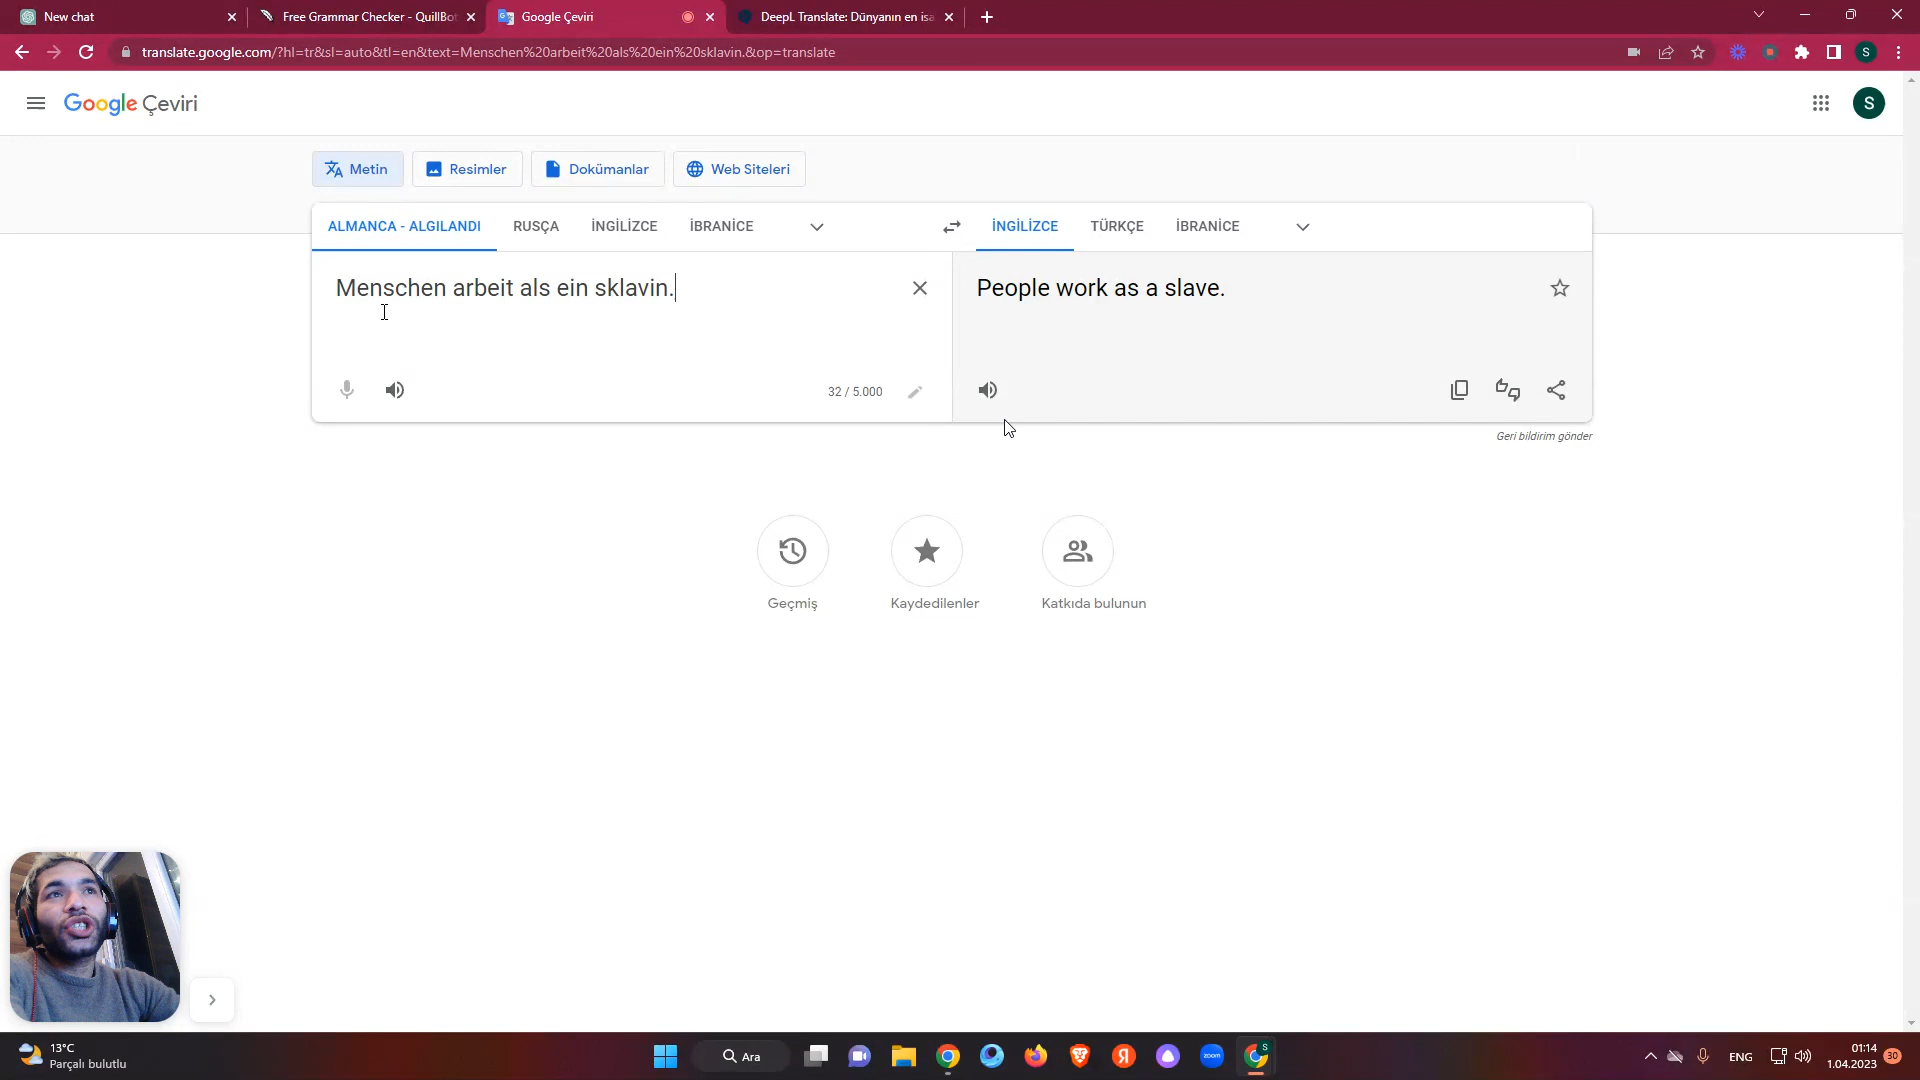 New chat
Free Grammar Checker - QuillBot
Google Çeviri
DeepL Translate: Dünyanın en isa
translate.google.com/?hl=tr&sl=auto&tl=en&text=Menschen%20arbeit%20als%20ein%20sklavin.&op=translate
S
Google Çeviri
S
Metin
Resimler
Dokümanlar
Web Siteleri
ALMANCA - ALGILANDI
RUSÇA
İNGİLİZCE
İBRANİCE
İNGİLİZCE
TÜRKÇE
İBRANİCE
Menschen arbeit als ein sklavin.
People work as a slave.
32 / 5.000
Geri bildirim gönder
Geçmiş
Kaydedilenler
Katkıda bulunun
13°C
Parçalı bulutlu
Ara
zoom
S
ENG
01:14
1.04.2023
30